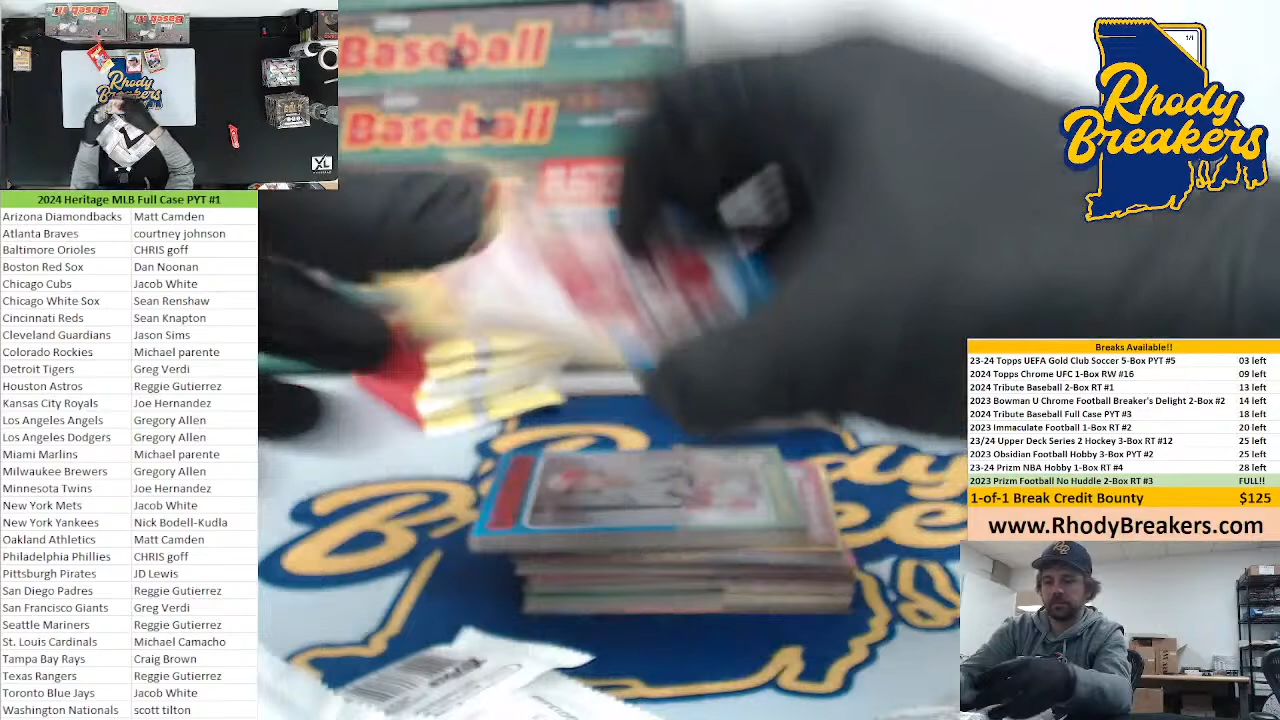 Baseball
Baseball
Baseball
Baseball
Rhody
Breakers
XL
1/1
Rhody
Breakers
2024 Heritage MLB Full Case PYT #1
Arizona Diamondbacks Matt Camden
Atlanta Braves courtney johnson
Baltimore Orioles CHRIS goff
Boston Red Sox Dan Noonan
Chicago Cubs Jacob White
Chicago White Sox Sean Renshaw
Cincinnati Reds Sean Knapton
Cleveland Guardians Jason Sims
Colorado Rockies Michael parente
Detroit Tigers Greg Verdi
Houston Astros Reggie Gutierrez
Kansas City Royals Joe Hernandez
Los Angeles Angels Gregory Allen
Los Angeles Dodgers Gregory Allen
Miami Marlins Michael parente
Milwaukee Brewers Gregory Allen
Minnesota Twins Joe Hernandez
New York Mets Jacob White
New York Yankees Nick Bodell-Kudla
Oakland Athletics Matt Camden
Philadelphia Phillies CHRIS goff
Pittsburgh Pirates JD Lewis
San Diego Padres Reggie Gutierrez
San Francisco Giants Greg Verdi
Seattle Mariners Reggie Gutierrez
St. Louis Cardinals Michael Camacho
Tampa Bay Rays Craig Brown
Texas Rangers Reggie Gutierrez
Toronto Blue Jays Jacob White
Washington Nationals scott tilton
Breaks Available!!
23-24 Topps UEFA Gold Club Soccer 5-Box PYT #5 03 left
2024 Topps Chrome UFC 1-Box RW #16 09 left
2024 Tribute Baseball 2-Box RT #1 13 left
2023 Bowman U Chrome Football Breaker's Delight 2-Box #2 14 left
2024 Tribute Baseball Full Case PYT #3 18 left
2023 Immaculate Football 1-Box RT #2 20 left
23/24 Upper Deck Series 2 Hockey 3-Box RT #12 25 left
2023 Obsidian Football Hobby 3-Box PYT #2 25 left
23-24 Prizm NBA Hobby 1-Box RT #4 28 left
2023 Prizm Football No Huddle 2-Box RT #3 FULL!!
1-of-1 Break Credit Bounty $125
www.RhodyBreakers.com